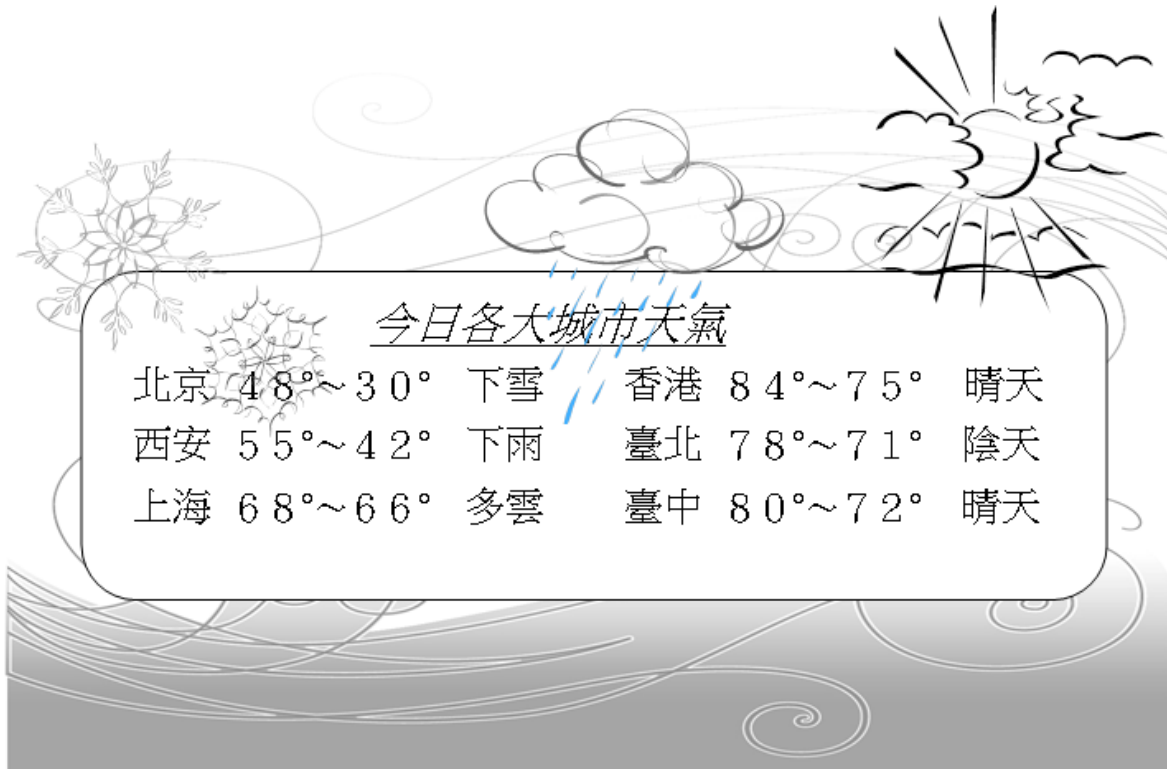 今日各大城市天氣
北京 48°~30° 下雪 香港 84°~75° 晴天
西安 55°~42° 下雨 臺北 78°~71° 陰天
上海 68°~66° 多雲 臺中 80°~72° 晴天